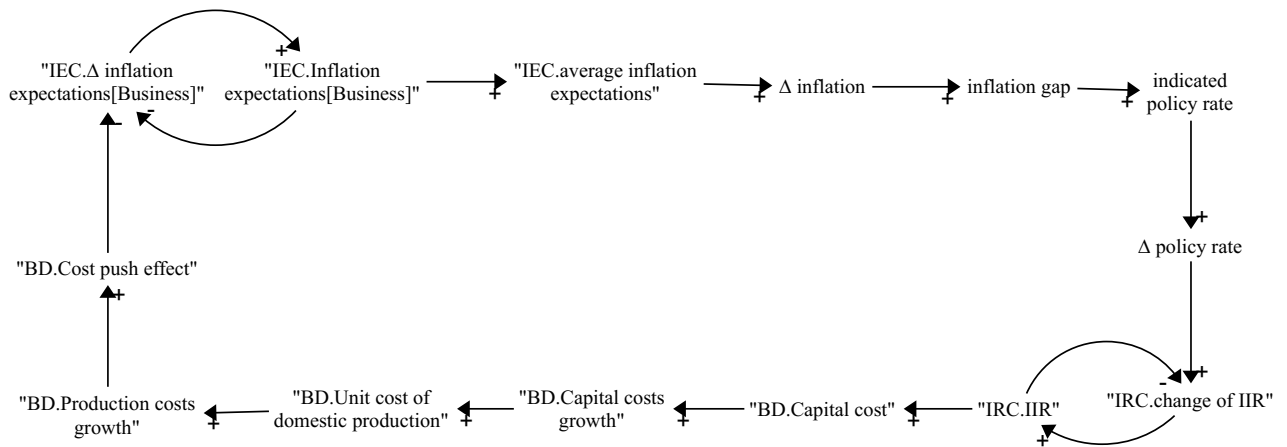 "IEC.Δ inflation
expectations[Business]"
"IEC.Inflation
expectations[Business]"
"IEC.average inflation
expectations"
Δ inflation
inflation gap
indicated
policy rate
Δ policy rate
"IRC.change of IIR"
"IRC.IIR"
"BD.Capital cost"
"BD.Capital costs
growth"
"BD.Unit cost of
domestic production"
"BD.Production costs
growth"
"BD.Cost push effect"